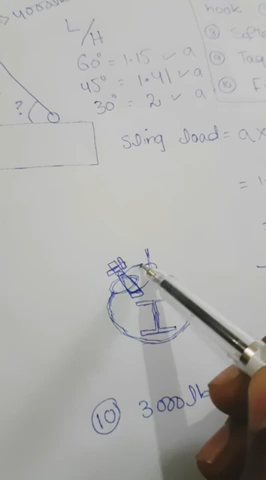 L/H
60° = 1.15 ✓ a
45° = 1.41 ✓ a
30° = 2 ✓ a
?
hook
sling load = a x
= 1.
10 3000 lb